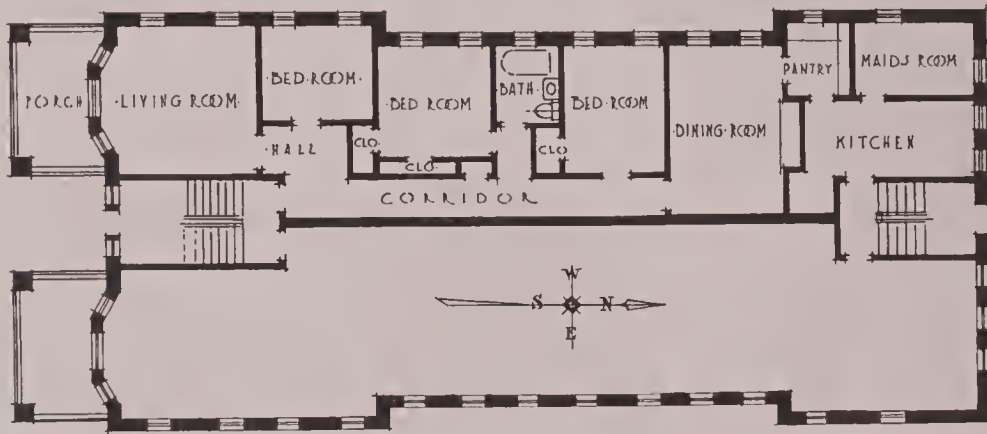 PORCH
·LIVING ROOM·
·BED·ROOM·
·HALL
BED ROOM
CLO
CLO.
BATH·
CLO
BED·ROOM
·DINING·ROOM
PANTRY
MAIDS ROOM
KITCHEN
CORRIDOR
W
S N
E